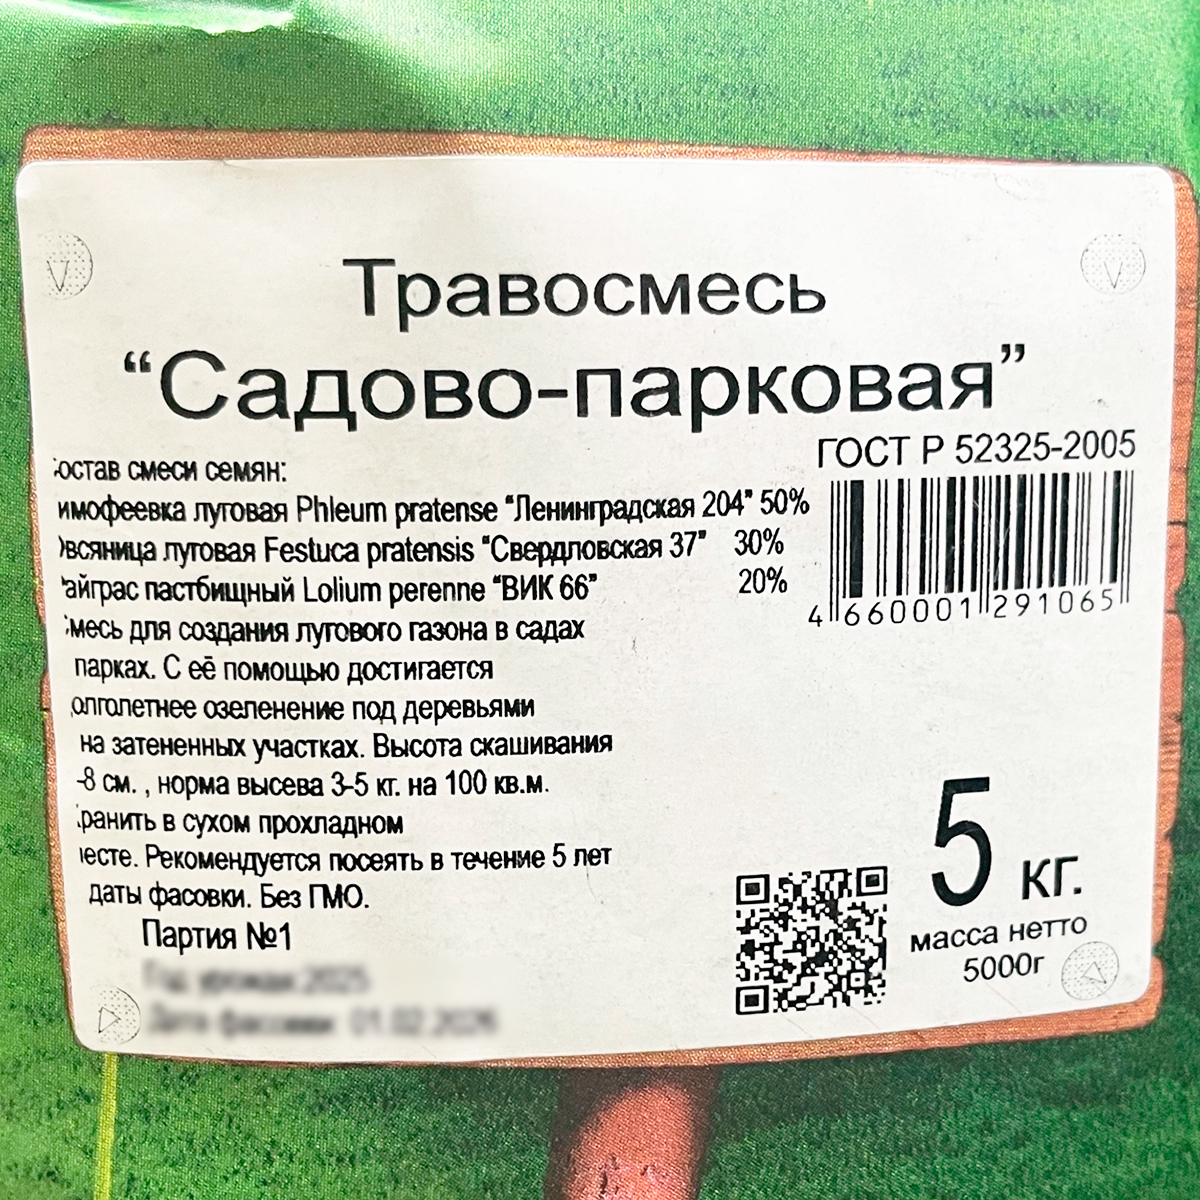 Травосмесь
“Садово-парковая”
ГОСТ Р 52325-2005
остав смеси семян:
имофеевка луговая Phleum pratense “Ленинградская 204” 50%
всяница луговая Festuca pratensis “Свердловская 37” 30%
айграс пастбищный Lolium perenne “ВИК 66” 20%
4 660001 291065
месь для создания лугового газона в садах
парках. С её помощью достигается
олголетнее озеленение под деревьями
на затененных участках. Высота скашивания
-8 см. , норма высева 3-5 кг. на 100 кв.м.
ранить в сухом прохладном
есте. Рекомендуется посеять в течение 5 лет
даты фасовки. Без ГМО.
Партия №1
5 кг.
масса нетто
5000г